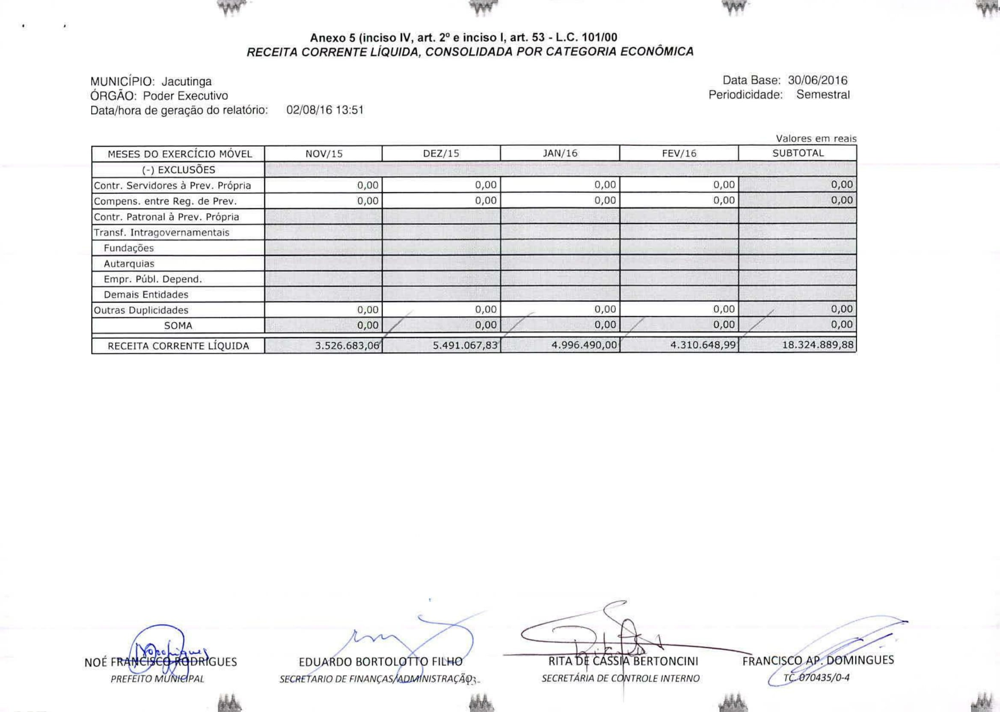 Anexo 5 (inciso IV, art. 2º e inciso I, art. 53 - L.C. 101/00
RECEITA CORRENTE LÍQUIDA, CONSOLIDADA POR CATEGORIA ECONÔMICA
MUNICÍPIO: Jacutinga
Data Base: 30/06/2016
ÓRGÃO: Poder Executivo
Periodicidade: Semestral
Data/hora de geração do relatório: 02/08/16 13:51
Valores em reais
MESES DO EXERCÍCIO MÓVEL NOV/15 DEZ/15 JAN/16 FEV/16 SUBTOTAL
(-) EXCLUSÕES
Contr. Servidores à Prev. Própria 0,00 0,00 0,00 0,00 0,00
Compens. entre Reg. de Prev. 0,00 0,00 0,00 0,00 0,00
Contr. Patronal à Prev. Própria
Transf. Intragovernamentais
Fundações
Autarquias
Empr. Públ. Depend.
Demais Entidades
Outras Duplicidades 0,00 0,00 0,00 0,00 0,00
SOMA 0,00 0,00 0,00 0,00 0,00
RECEITA CORRENTE LÍQUIDA 3.526.683,06 5.491.067,83 4.996.490,00 4.310.648,99 18.324.889,88
NOÉ FRANCISCO RODRIGUES EDUARDO BORTOLOTTO FILHO RITA DE CÁSSIA BERTONCINI FRANCISCO AP. DOMINGUES
PREFEITO MUNICIPAL SECRETARIO DE FINANÇAS/ADMINISTRAÇÃO SECRETÁRIA DE CONTROLE INTERNO TC. 070435/0-4